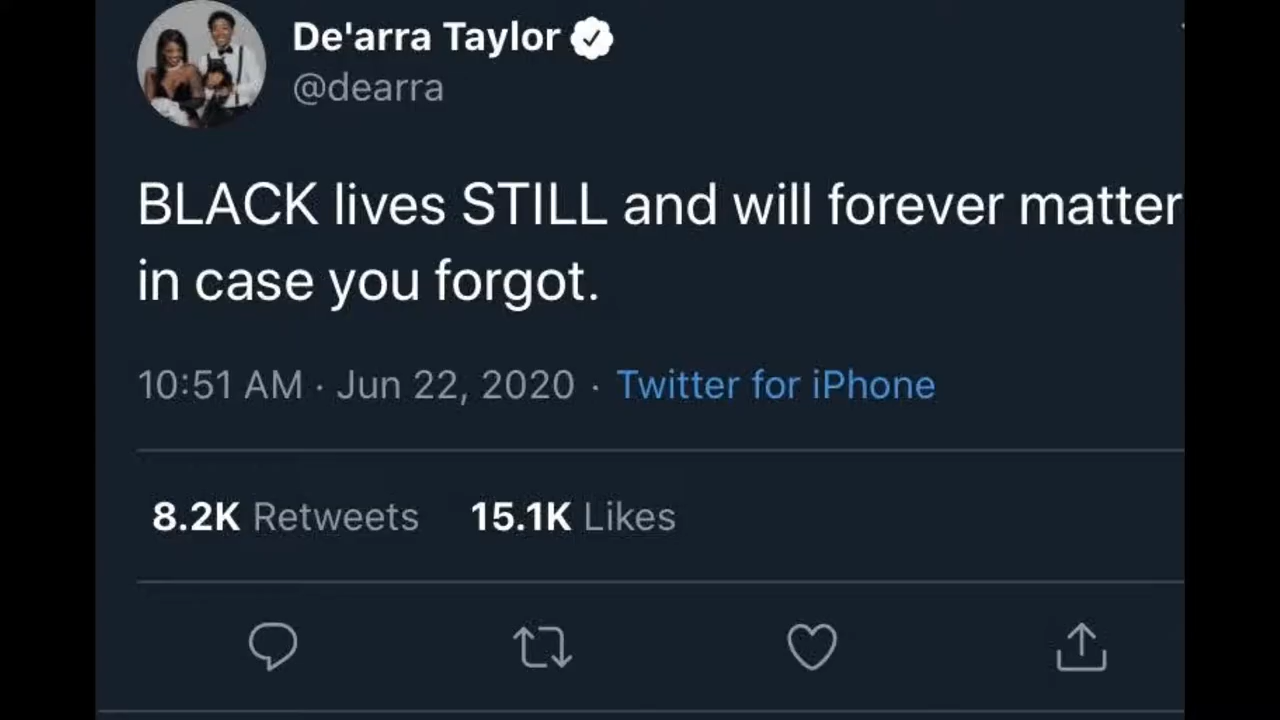 De'arra Taylor
@dearra
BLACK lives STILL and will forever matter
in case you forgot.
10:51 AM · Jun 22, 2020 · Twitter for iPhone
8.2K Retweets 15.1K Likes